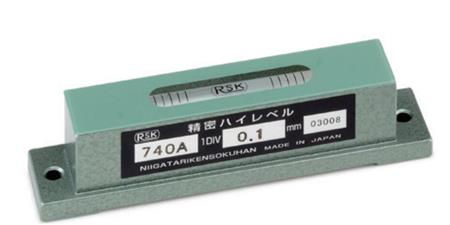 RSK
RSK 精密ハイレベル
740A 1DIV 0.1 mm 03008
NIIGATARIKENSOKUHAN MADE IN JAPAN